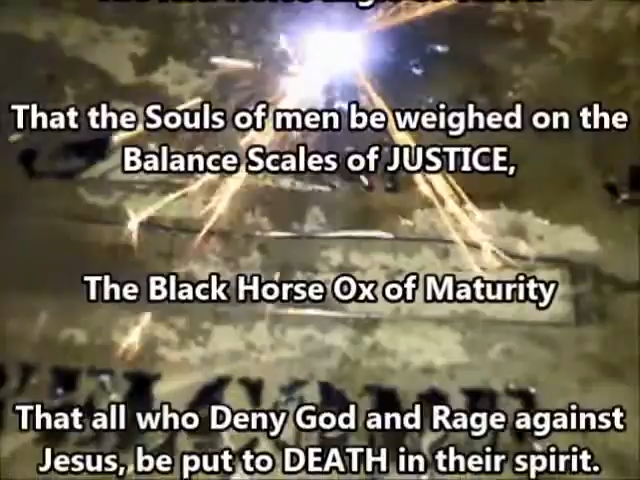 That the Souls of men be weighed on the
Balance Scales of JUSTICE,
The Black Horse Ox of Maturity
That all who Deny God and Rage against
Jesus, be put to DEATH in their spirit.